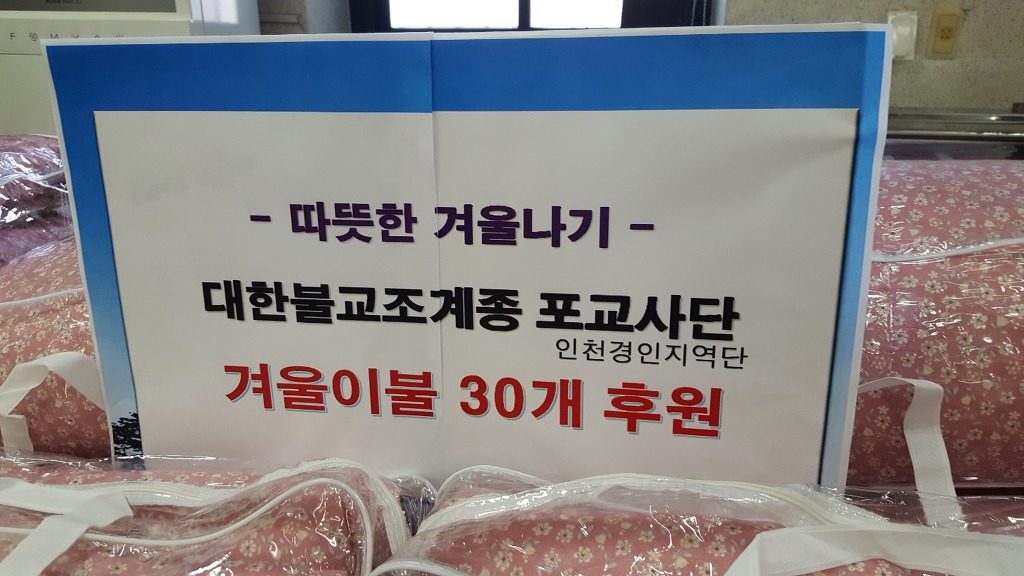 - 따뜻한 겨울나기 -
대한불교조계종 포교사단
인천경인지역단
겨울이불 30개 후원